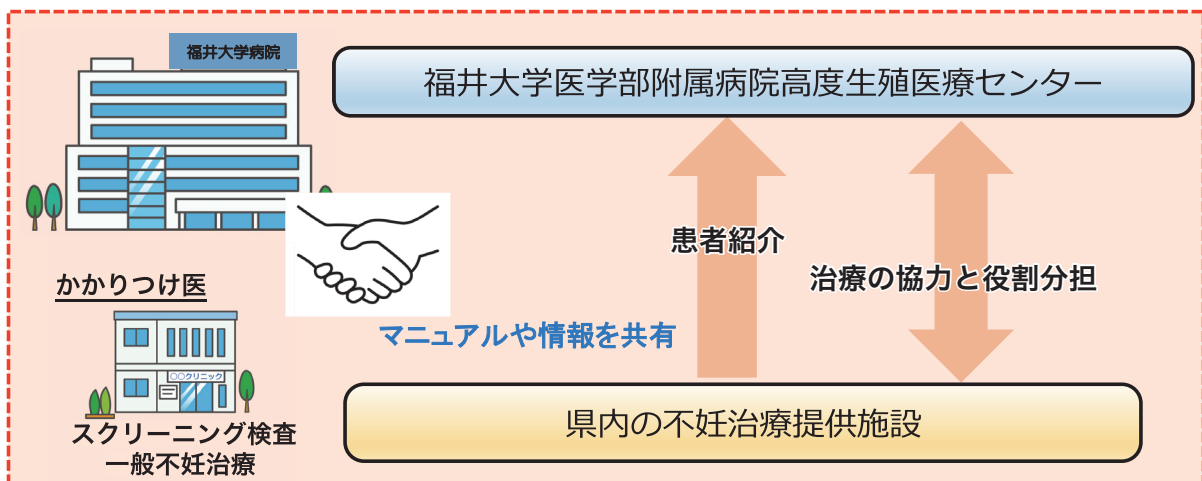 福井大学病院
福井大学医学部附属病院高度生殖医療センター
患者紹介
治療の協力と役割分担
かかりつけ医
マニュアルや情報を共有
〇〇クリニック
スクリーニング検査
一般不妊治療
県内の不妊治療提供施設